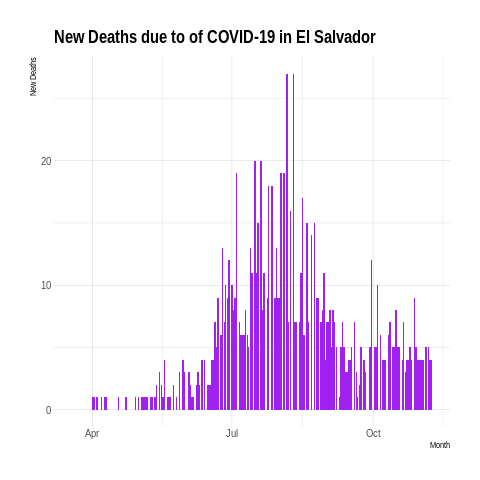 New Deaths due to of COVID-19 in El Salvador
New Deaths
20
10
0
Apr
Jul
Oct
Month